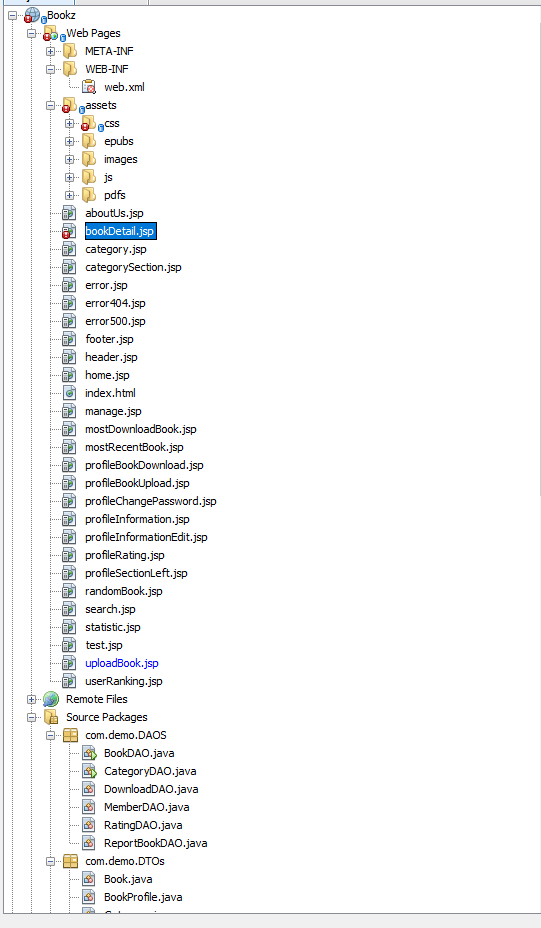 Bookz
Web Pages
META-INF
WEB-INF
web.xml
assets
css
epubs
images
js
pdfs
aboutUs.jsp
bookDetail.jsp
category.jsp
categorySection.jsp
error.jsp
error404.jsp
error500.jsp
footer.jsp
header.jsp
home.jsp
index.html
manage.jsp
mostDownloadBook.jsp
mostRecentBook.jsp
profileBookDownload.jsp
profileBookUpload.jsp
profileChangePassword.jsp
profileInformation.jsp
profileInformationEdit.jsp
profileRating.jsp
profileSectionLeft.jsp
randomBook.jsp
search.jsp
statistic.jsp
test.jsp
uploadBook.jsp
userRanking.jsp
Remote Files
Source Packages
com.demo.DAOS
BookDAO.java
CategoryDAO.java
DownloadDAO.java
MemberDAO.java
RatingDAO.java
ReportBookDAO.java
com.demo.DTOs
Book.java
BookProfile.java